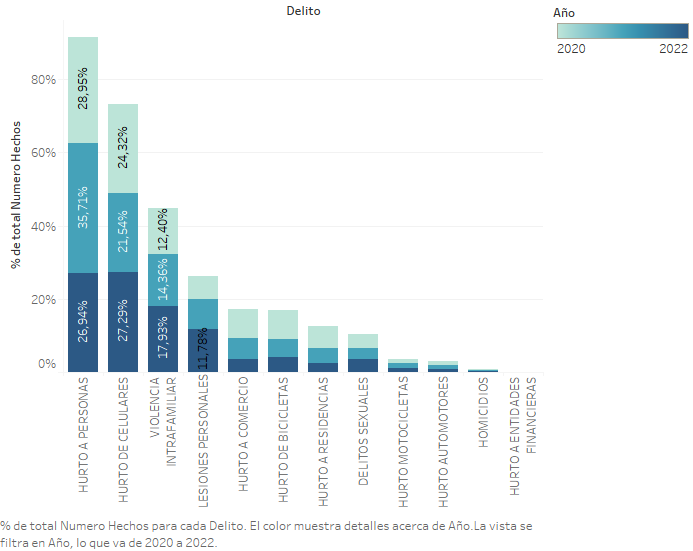 Delito
Año
2020
2022
% de total Numero Hechos
80%
60%
40%
20%
0%
28,95%
35,71%
26,94%
24,32%
21,54%
27,29%
12,40%
14,36%
17,93%
11,78%
HURTO A PERSONAS
HURTO DE CELULARES
VIOLENCIA
INTRAFAMILIAR
LESIONES PERSONALES
HURTO A COMERCIO
HURTO DE BICICLETAS
HURTO A RESIDENCIAS
DELITOS SEXUALES
HURTO MOTOCICLETAS
HURTO AUTOMOTORES
HOMICIDIOS
HURTO A ENTIDADES
FINANCIERAS
% de total Numero Hechos para cada Delito. El color muestra detalles acerca de Año.La vista se
filtra en Año, lo que va de 2020 a 2022.